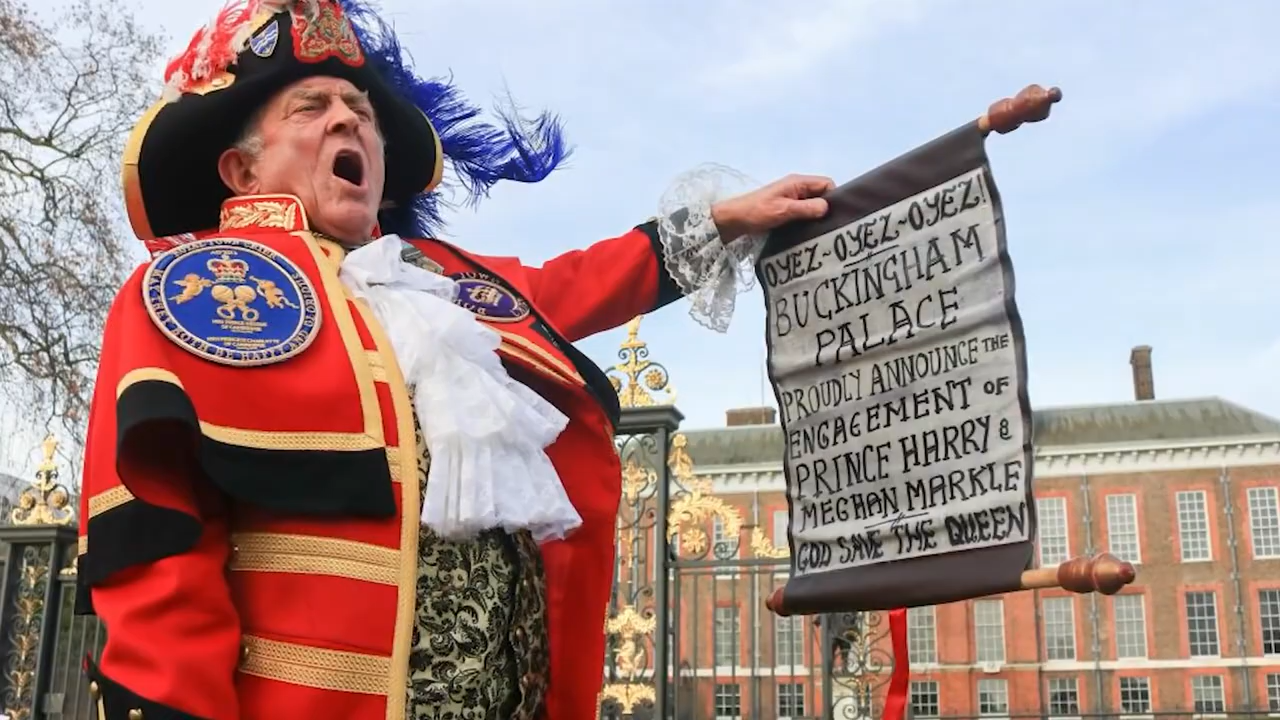 OYEZ~OYEZ~OYEZ!
BUCKINGHAM
PALACE
PROUDLY ANNOUNCE THE
ENGAGEMENT OF
PRINCE HARRY &
MEGHAN MARKLE
GOD SAVE THE QUEEN